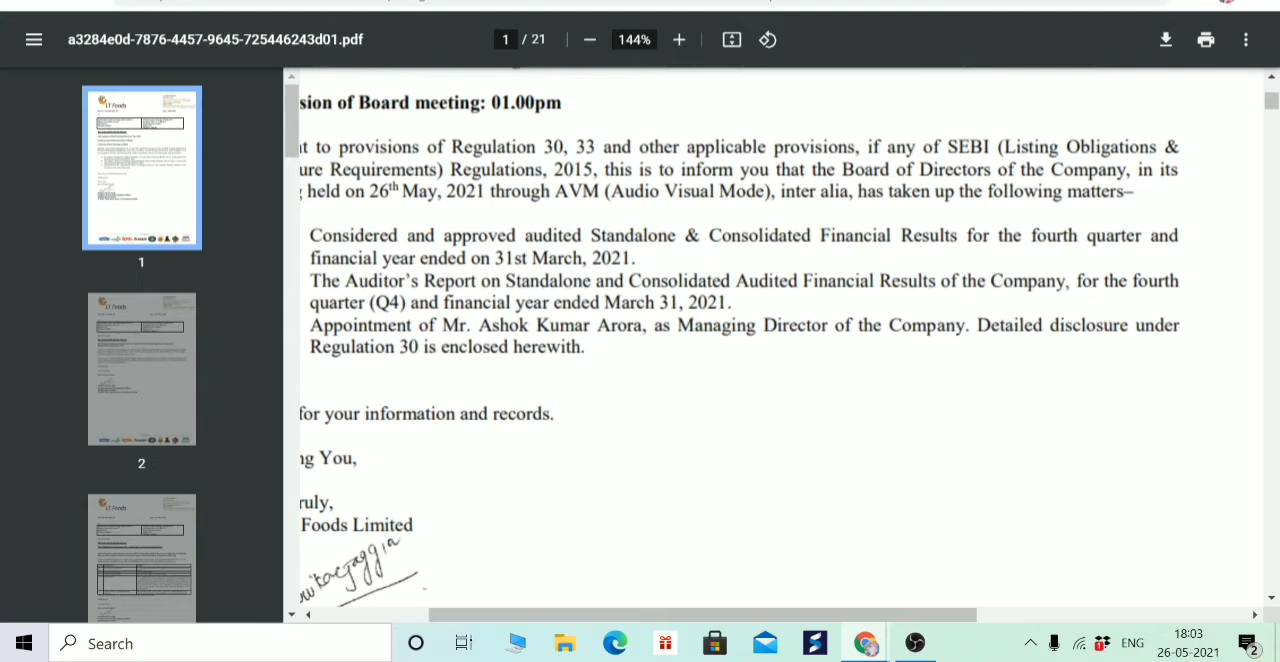 a3284e0d-7876-4457-9645-725446243d01.pdf
1 / 21
144%
LT Foods
1
LT Foods
2
LT Foods
sion of Board meeting: 01.00pm
t to provisions of Regulation 30, 33 and other applicable provisions, if any of SEBI (Listing Obligations &
ure Requirements) Regulations, 2015, this is to inform you that the Board of Directors of the Company, in its
; held on 26th May, 2021 through AVM (Audio Visual Mode), inter alia, has taken up the following matters–
Considered and approved audited Standalone & Consolidated Financial Results for the fourth quarter and
financial year ended on 31st March, 2021.
The Auditor's Report on Standalone and Consolidated Audited Financial Results of the Company, for the fourth
quarter (Q4) and financial year ended March 31, 2021.
Appointment of Mr. Ashok Kumar Arora, as Managing Director of the Company. Detailed disclosure under
Regulation 30 is enclosed herewith.
for your information and records.
ng You,
ruly,
Foods Limited
Search
ENG
18:03
26-05-2021
2